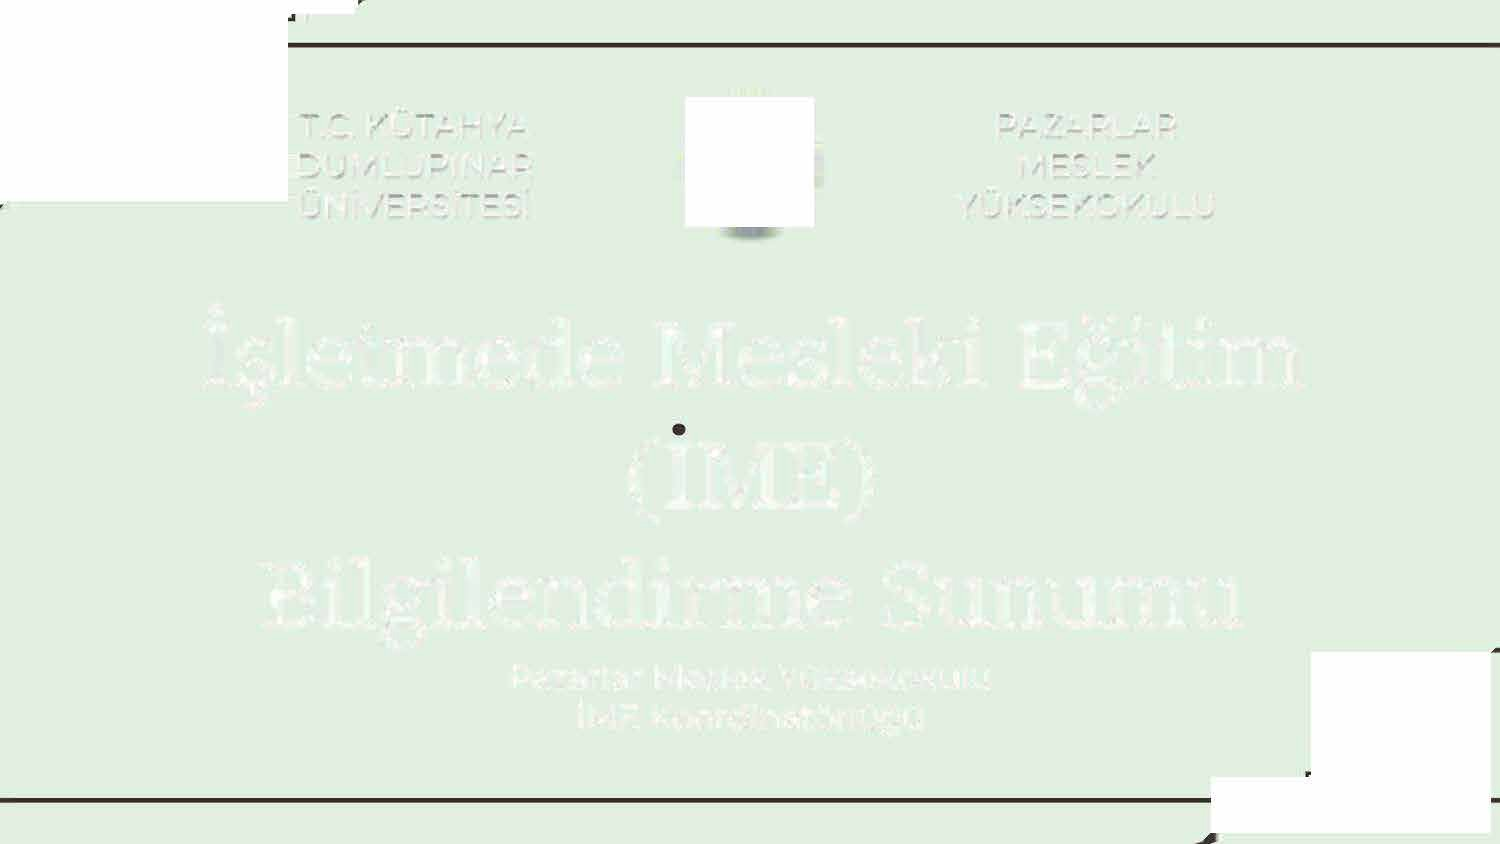 T.C. KÜTAHYA
DUMLUPINAR
ÜNİVERSİTESİ
PAZARLAR
MESLEK
YÜKSEKOKULU
İşletmede Mesleki Eğitim
(İME)
Bilgilendirme Sunumu
Pazarlar Meslek Yüksekokulu
İME Koordinatörlüğü